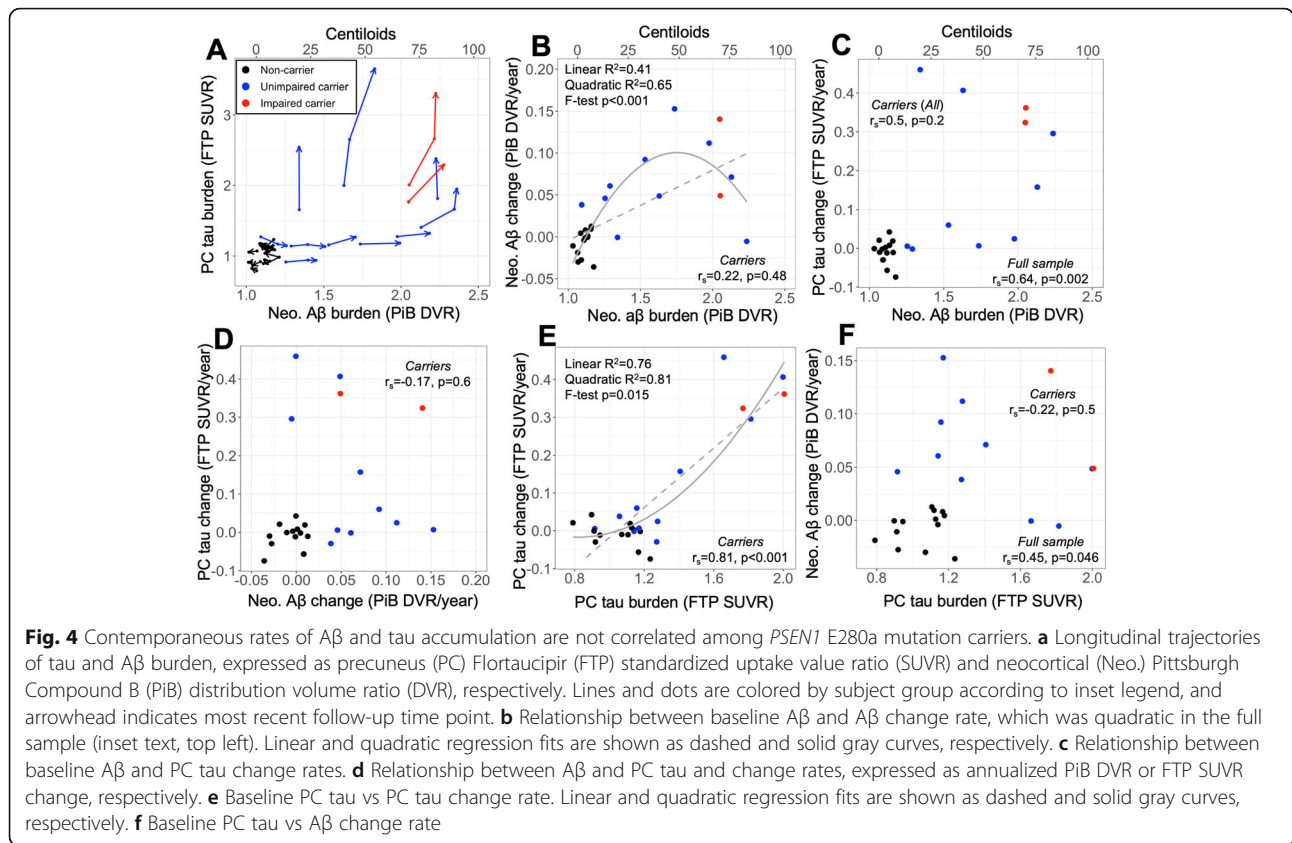 Centiloids
0 25 50 75 100
A
Non-carrier
Unimpaired carrier
Impaired carrier
PC tau burden (FTP SUVR)
3
2
1
1.0 1.5 2.0 2.5
Neo. Aβ burden (PiB DVR)
Centiloids
0 25 50 75 100
B
Linear R²=0.41
Quadratic R²=0.65
F-test p<0.001
Neo. Aβ change (PiB DVR/year)
0.20
0.15
0.10
0.05
0.00
-0.05
Carriers
rₛ=0.22, p=0.48
1.0 1.5 2.0 2.5
Neo. aβ burden (PiB DVR)
Centiloids
0 25 50 75 100
C
Carriers (All)
rₛ=0.5, p=0.2
PC tau change (FTP SUVR/year)
0.4
0.3
0.2
0.1
0.0
-0.1
Full sample
rₛ=0.64, p=0.002
1.0 1.5 2.0 2.5
Neo. Aβ burden (PiB DVR)
D
Carriers
rₛ=-0.17, p=0.6
PC tau change (FTP SUVR/year)
0.4
0.3
0.2
0.1
0.0
-0.1
-0.05 0.00 0.05 0.10 0.15 0.20
Neo. Aβ change (PiB DVR/year)
E
Linear R²=0.76
Quadratic R²=0.81
F-test p=0.015
PC tau change (FTP SUVR/year)
0.4
0.3
0.2
0.1
0.0
-0.1
Carriers
rₛ=0.81, p<0.001
0.8 1.2 1.6 2.0
PC tau burden (FTP SUVR)
F
Carriers
rₛ=-0.22, p=0.5
Neo. Aβ change (PiB DVR/year)
0.15
0.10
0.05
0.00
Full sample
rₛ=0.45, p=0.046
0.8 1.2 1.6 2.0
PC tau burden (FTP SUVR)
Fig. 4 Contemporaneous rates of Aβ and tau accumulation are not correlated among PSEN1 E280a mutation carriers. a Longitudinal trajectories
of tau and Aβ burden, expressed as precuneus (PC) Flortaucipir (FTP) standardized uptake value ratio (SUVR) and neocortical (Neo.) Pittsburgh
Compound B (PiB) distribution volume ratio (DVR), respectively. Lines and dots are colored by subject group according to inset legend, and
arrowhead indicates most recent follow-up time point. b Relationship between baseline Aβ and Aβ change rate, which was quadratic in the full
sample (inset text, top left). Linear and quadratic regression fits are shown as dashed and solid gray curves, respectively. c Relationship between
baseline Aβ and PC tau change rates. d Relationship between Aβ and PC tau and change rates, expressed as annualized PiB DVR or FTP SUVR
change, respectively. e Baseline PC tau vs PC tau change rate. Linear and quadratic regression fits are shown as dashed and solid gray curves,
respectively. f Baseline PC tau vs Aβ change rate